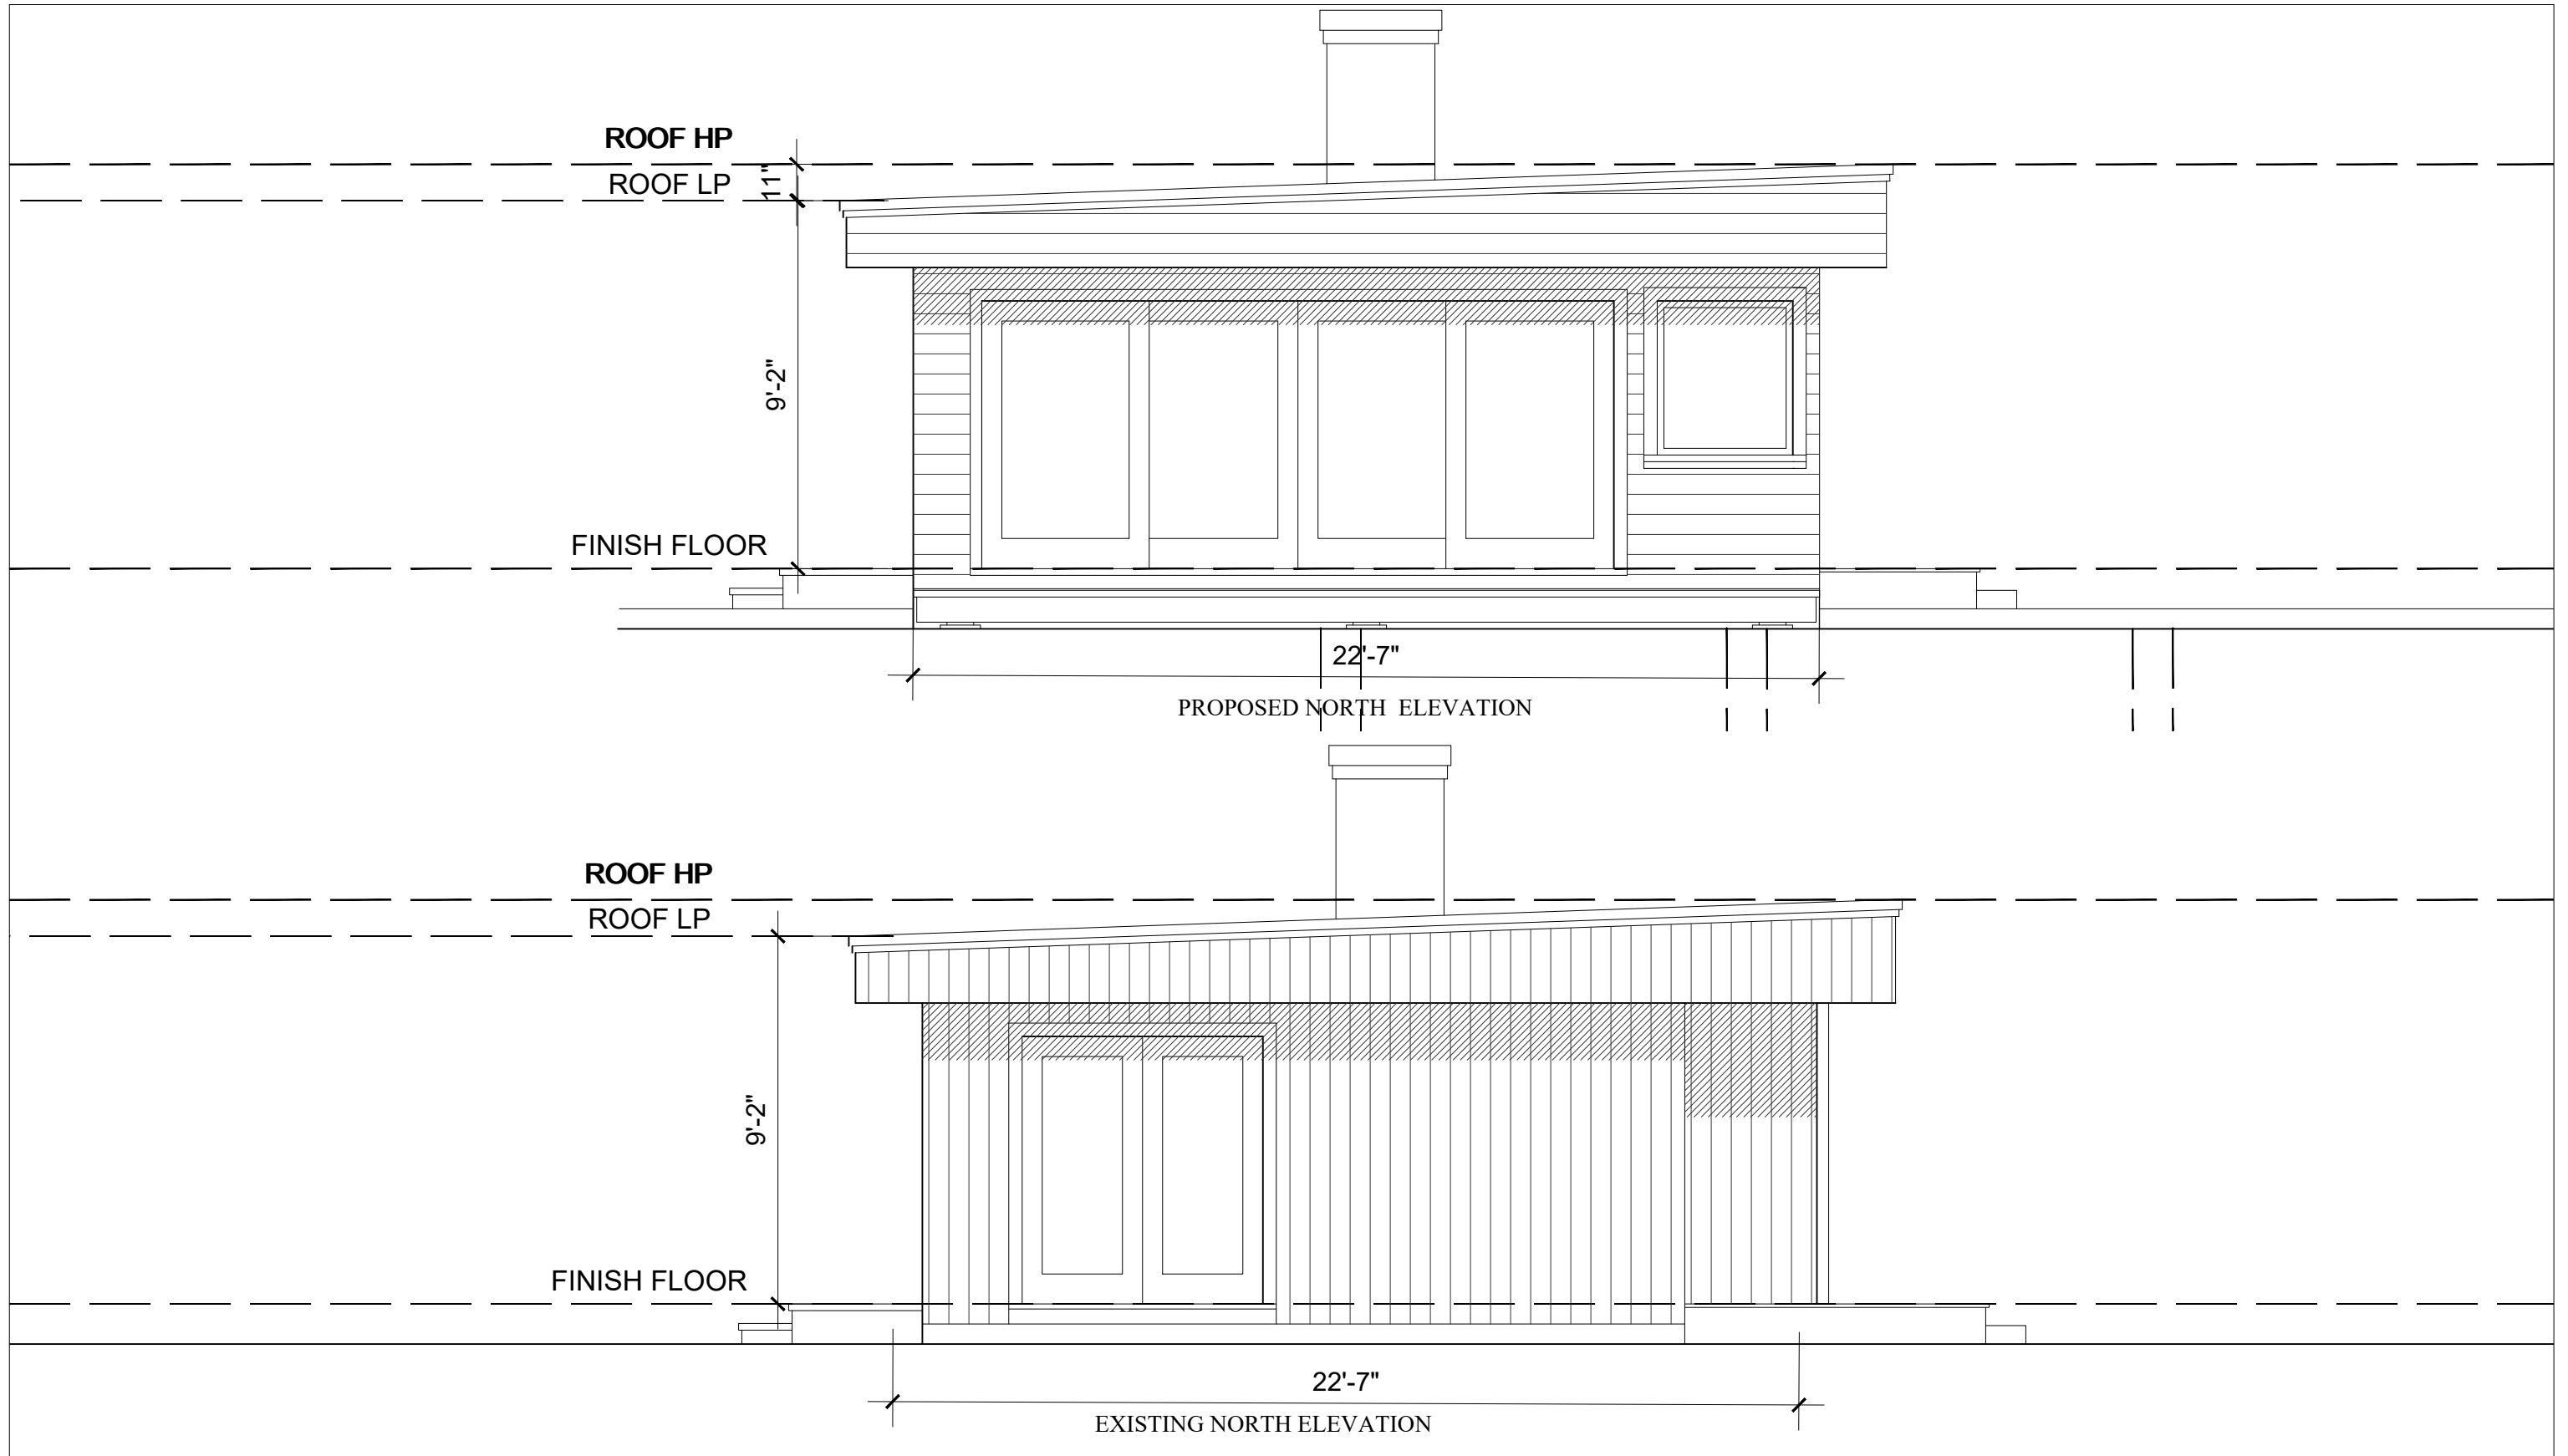 ROOF HP
ROOF LP
11"
9'-2"
FINISH FLOOR
22'-7"
PROPOSED NORTH ELEVATION
ROOF HP
ROOF LP
9'-2"
FINISH FLOOR
22'-7"
EXISTING NORTH ELEVATION